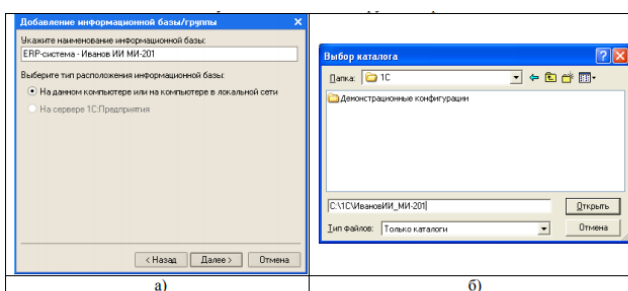 Добавление информационной базы/группы
Укажите наименование информационной базы:
ERP-система - Иванов ИИ МИ-201
Выберите тип расположения информационной базы:
На данном компьютере или на компьютере в локальной сети
На сервере 1С:Предприятия
< Назад Далее > Отмена
а)
Выбор каталога
Папка: 1C
Демонстрационные конфигурации
C:\1C\ИвановИИ_МИ-201
Открыть
Тип файлов: Только каталоги
Отмена
б)